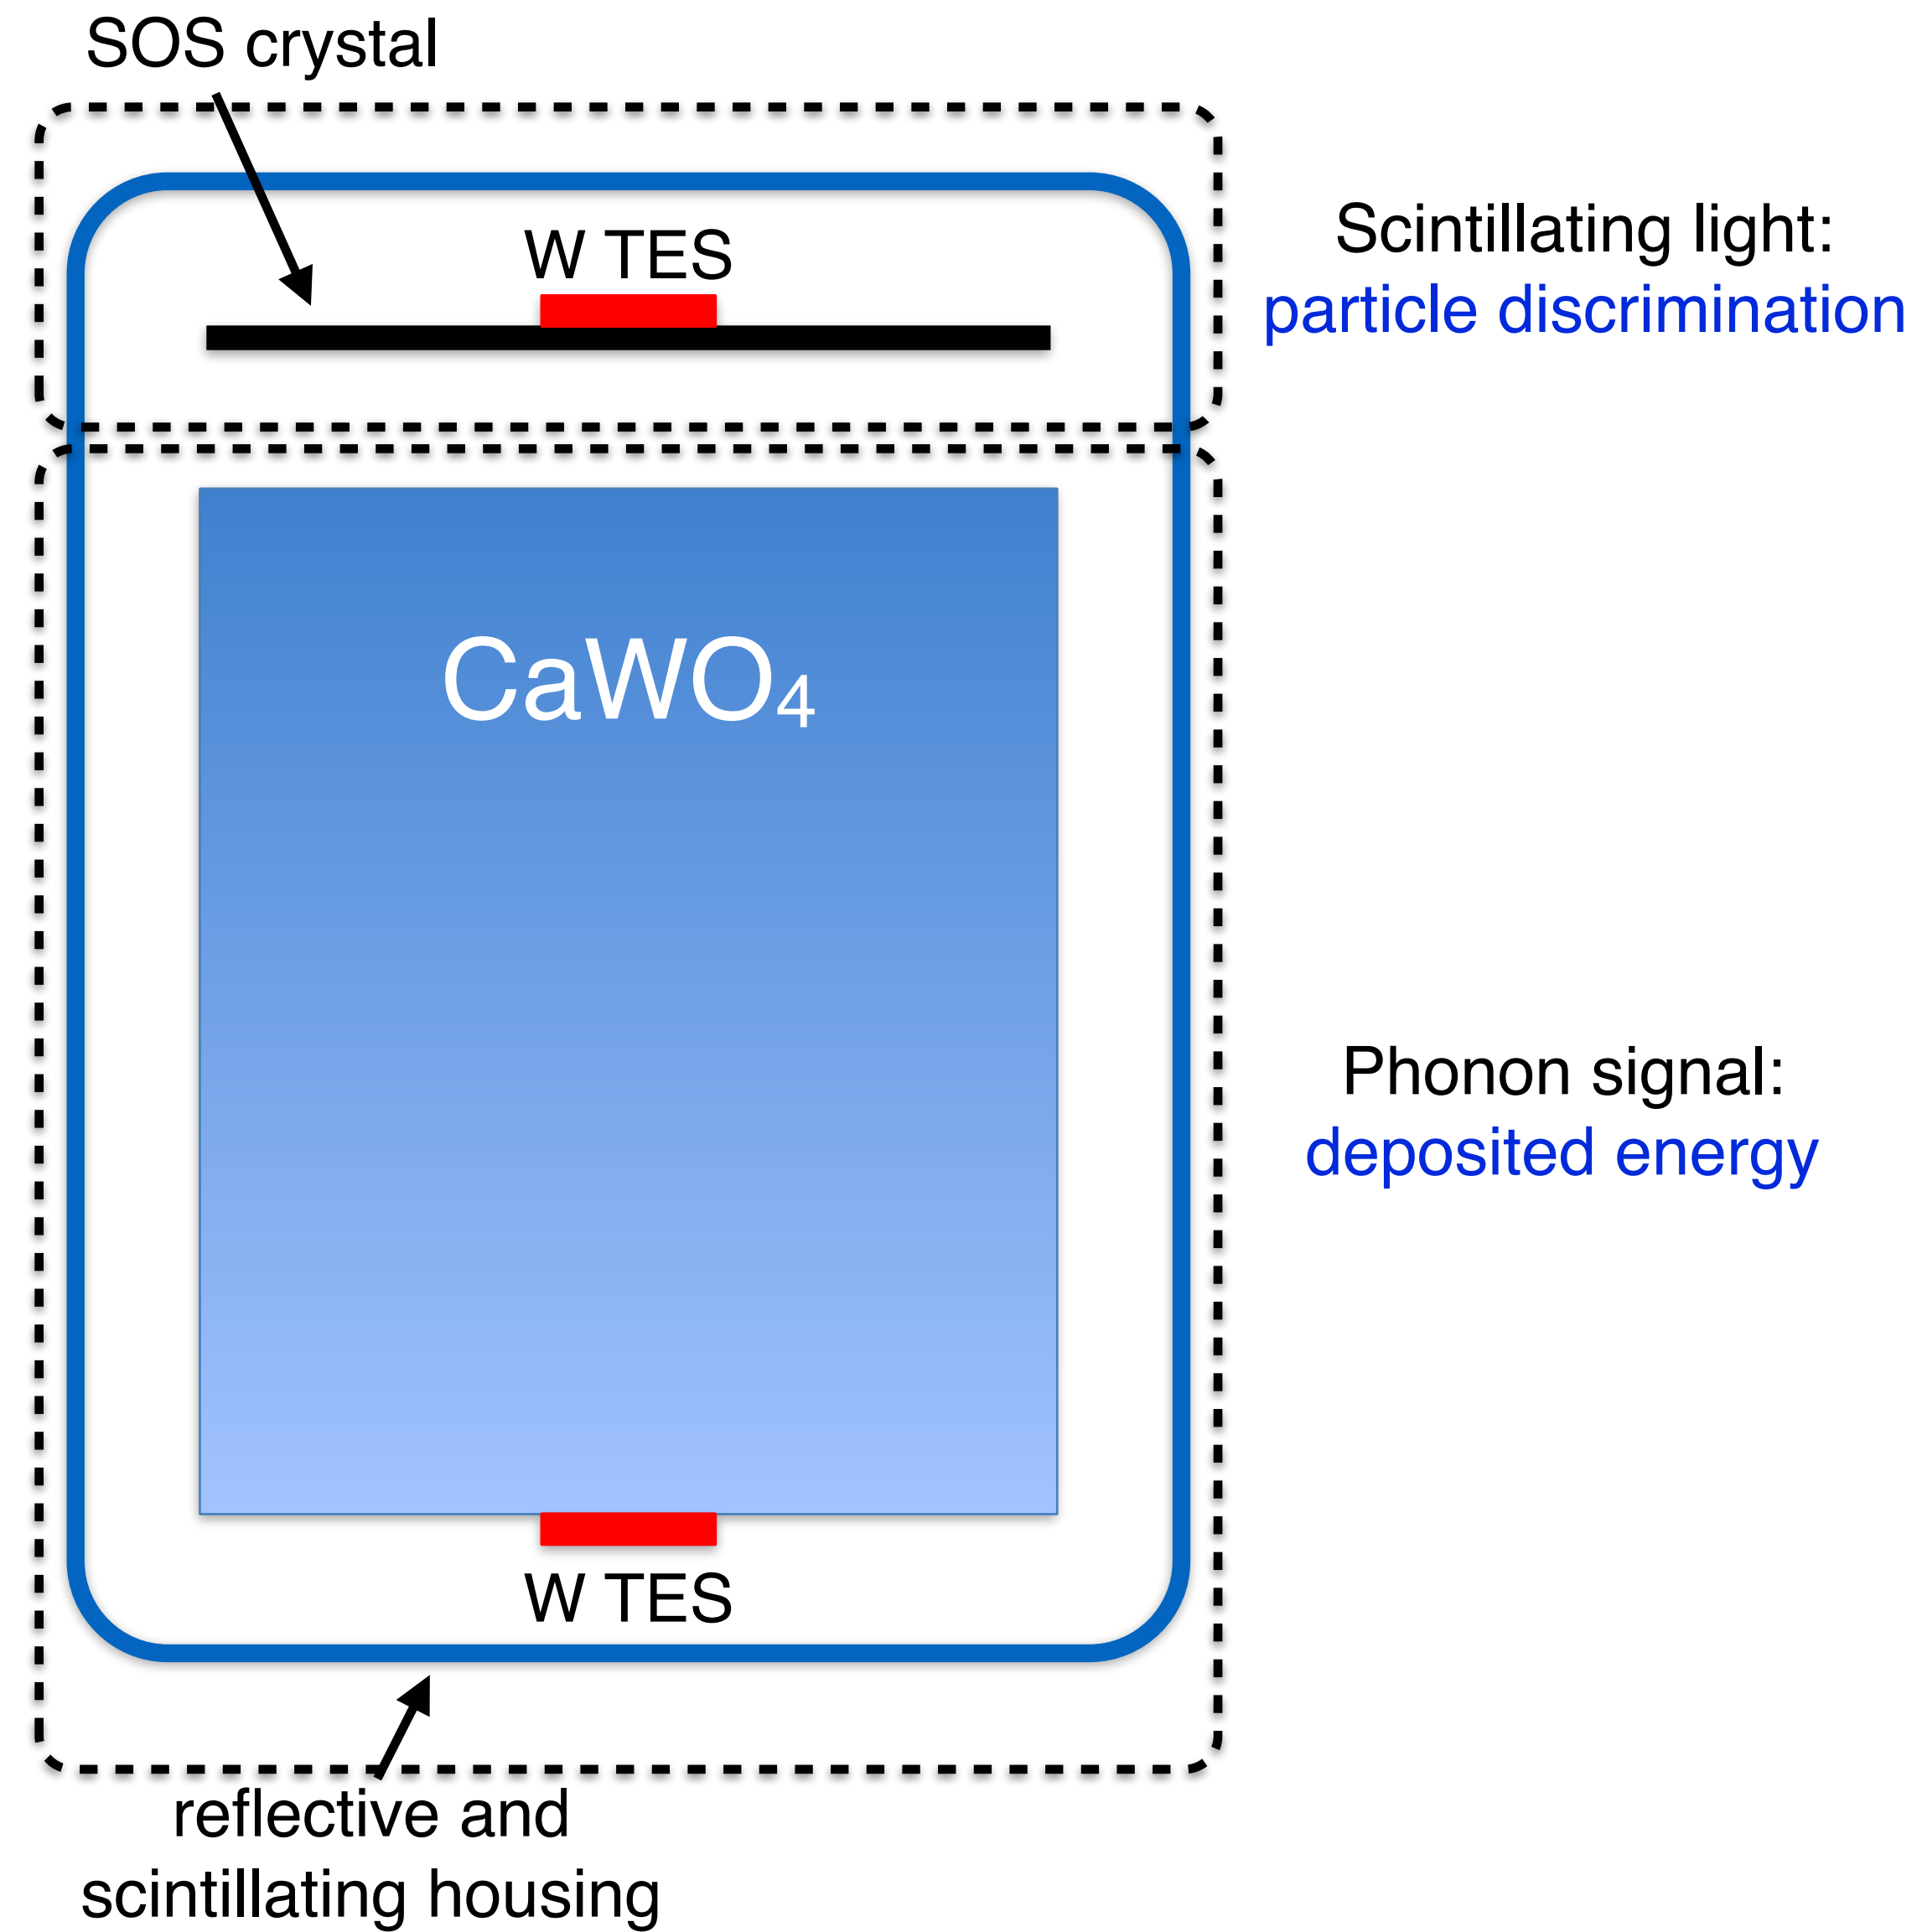 SOS crystal
W TES
Scintillating light:
particle discrimination
CaWO₄
Phonon signal:
deposited energy
W TES
reflective and
scintillating housing